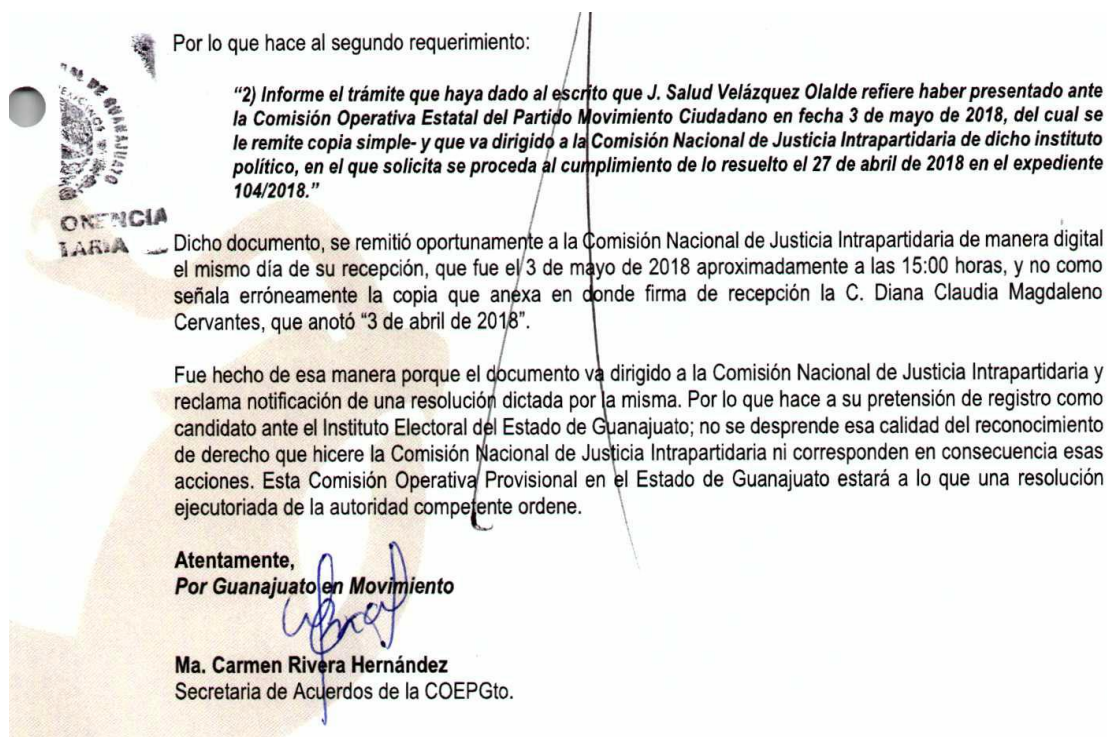 Por lo que hace al segundo requerimiento:
“2) Informe el trámite que haya dado al escrito que J. Salud Velázquez Olalde refiere haber presentado ante
la Comisión Operativa Estatal del Partido Movimiento Ciudadano en fecha 3 de mayo de 2018, del cual se
le remite copia simple- y que va dirigido a la Comisión Nacional de Justicia Intrapartidaria de dicho instituto
político, en el que solicita se proceda al cumplimiento de lo resuelto el 27 de abril de 2018 en el expediente
104/2018.”
ONENCIA
TARIA
Dicho documento, se remitió oportunamente a la Comisión Nacional de Justicia Intrapartidaria de manera digital
el mismo día de su recepción, que fue el 3 de mayo de 2018 aproximadamente a las 15:00 horas, y no como
señala erróneamente la copia que anexa en donde firma de recepción la C. Diana Claudia Magdaleno
Cervantes, que anotó “3 de abril de 2018”.
Fue hecho de esa manera porque el documento va dirigido a la Comisión Nacional de Justicia Intrapartidaria y
reclama notificación de una resolución dictada por la misma. Por lo que hace a su pretensión de registro como
candidato ante el Instituto Electoral del Estado de Guanajuato; no se desprende esa calidad del reconocimiento
de derecho que hicere la Comisión Nacional de Justicia Intrapartidaria ni corresponden en consecuencia esas
acciones. Esta Comisión Operativa Provisional en el Estado de Guanajuato estará a lo que una resolución
ejecutoriada de la autoridad competente ordene.
Atentamente,
Por Guanajuato en Movimiento
Ma. Carmen Rivera Hernández
Secretaria de Acuerdos de la COEPGto.